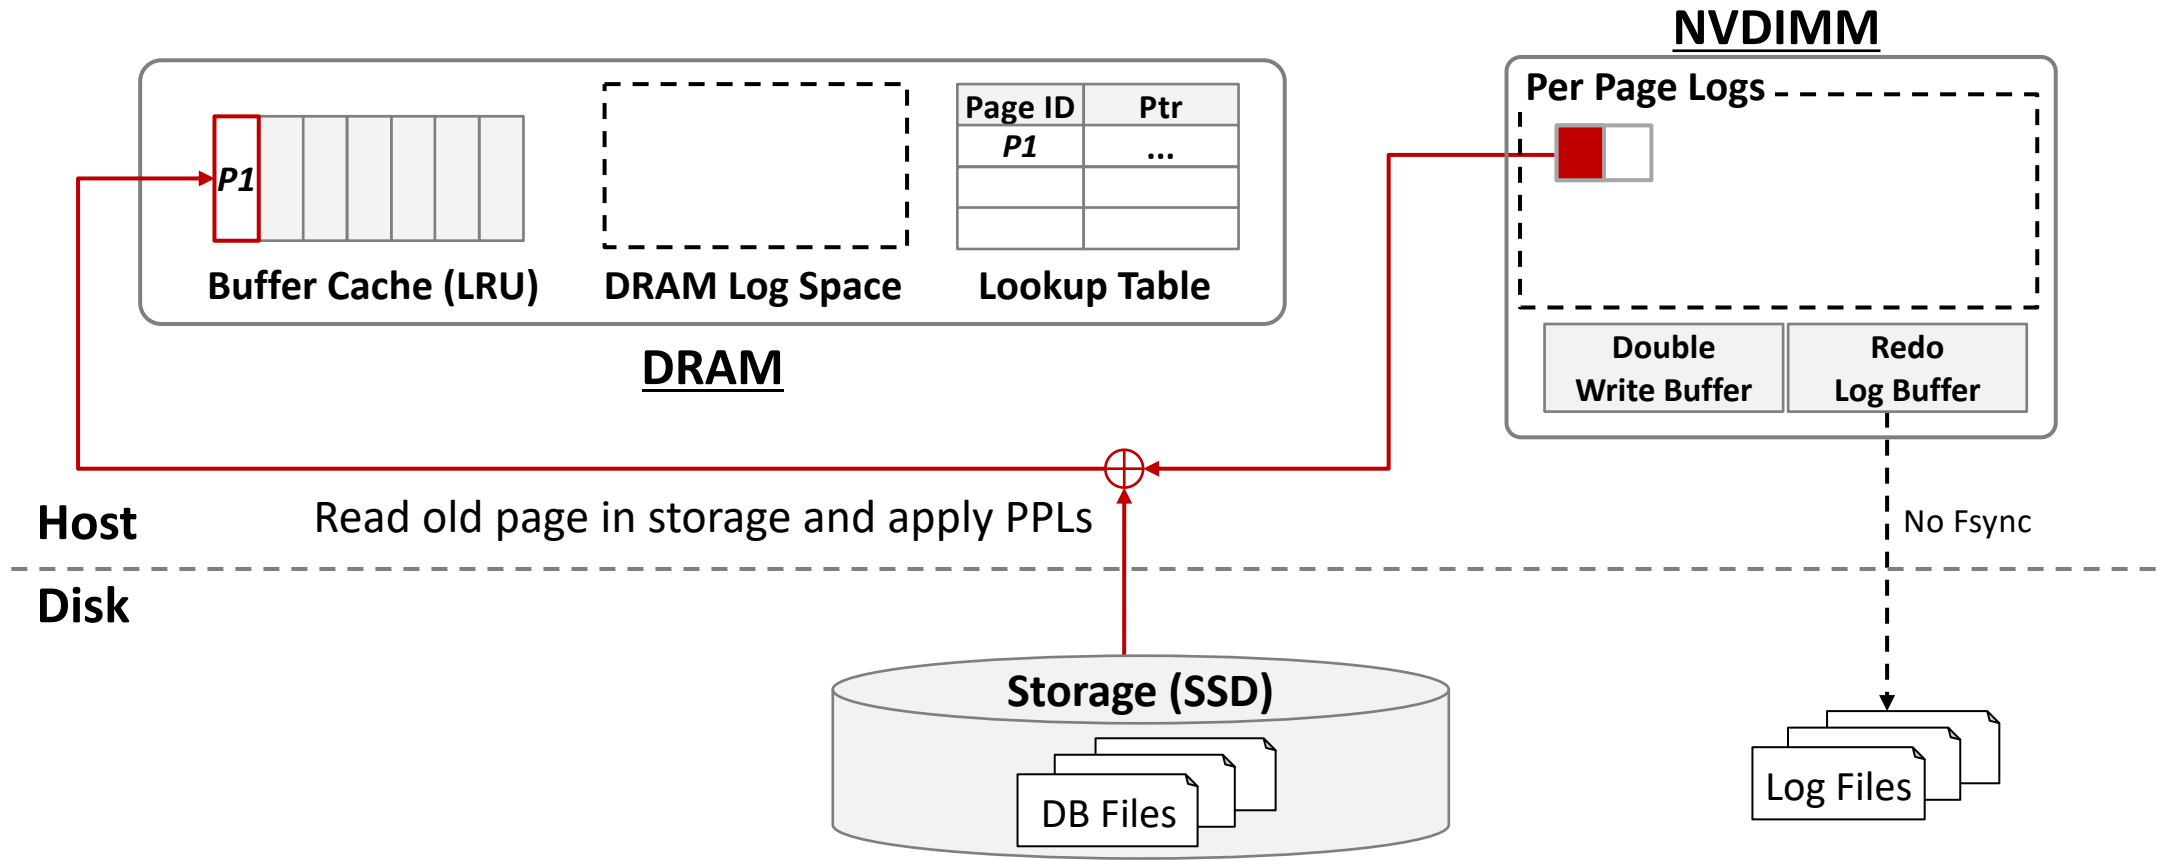 NVDIMM
Per Page Logs
Page ID
Ptr
P1
...
P1
Buffer Cache (LRU)
DRAM Log Space
Lookup Table
DRAM
Double
Write Buffer
Redo
Log Buffer
Host
Read old page in storage and apply PPLs
No Fsync
Disk
Storage (SSD)
DB Files
Log Files